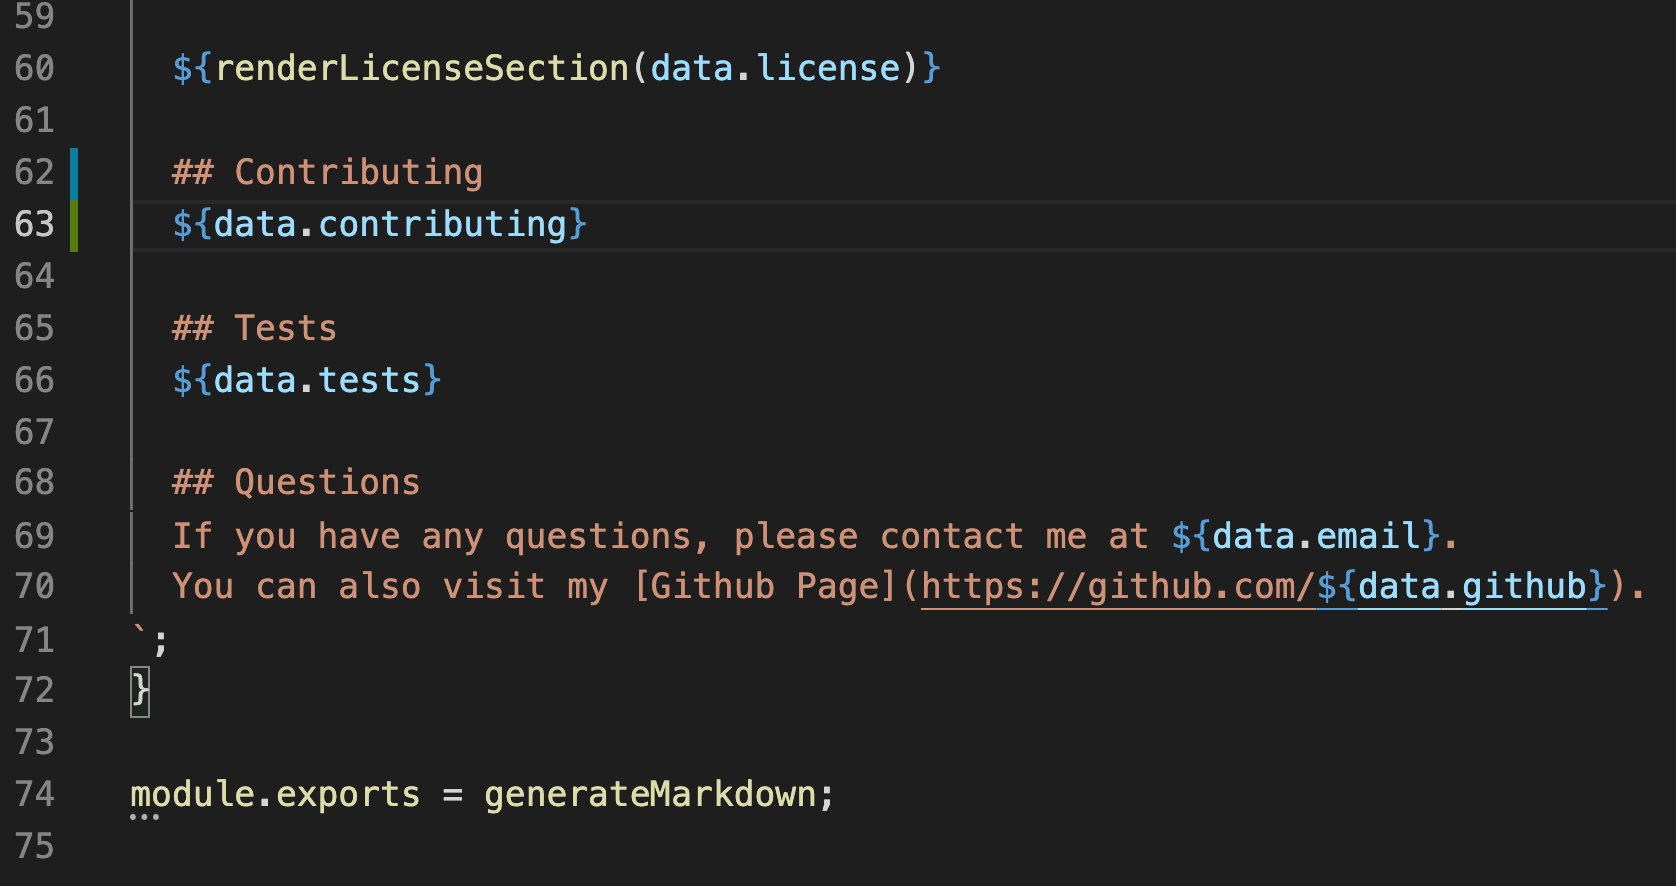 59
60 ${renderLicenseSection(data.license)}
61
62 ## Contributing
63 ${data.contributing}
64
65 ## Tests
66 ${data.tests}
67
68 ## Questions
69 If you have any questions, please contact me at ${data.email}.
70 You can also visit my [Github Page](https://github.com/${data.github}).
71 `;
72 }
73
74 module.exports = generateMarkdown;
75